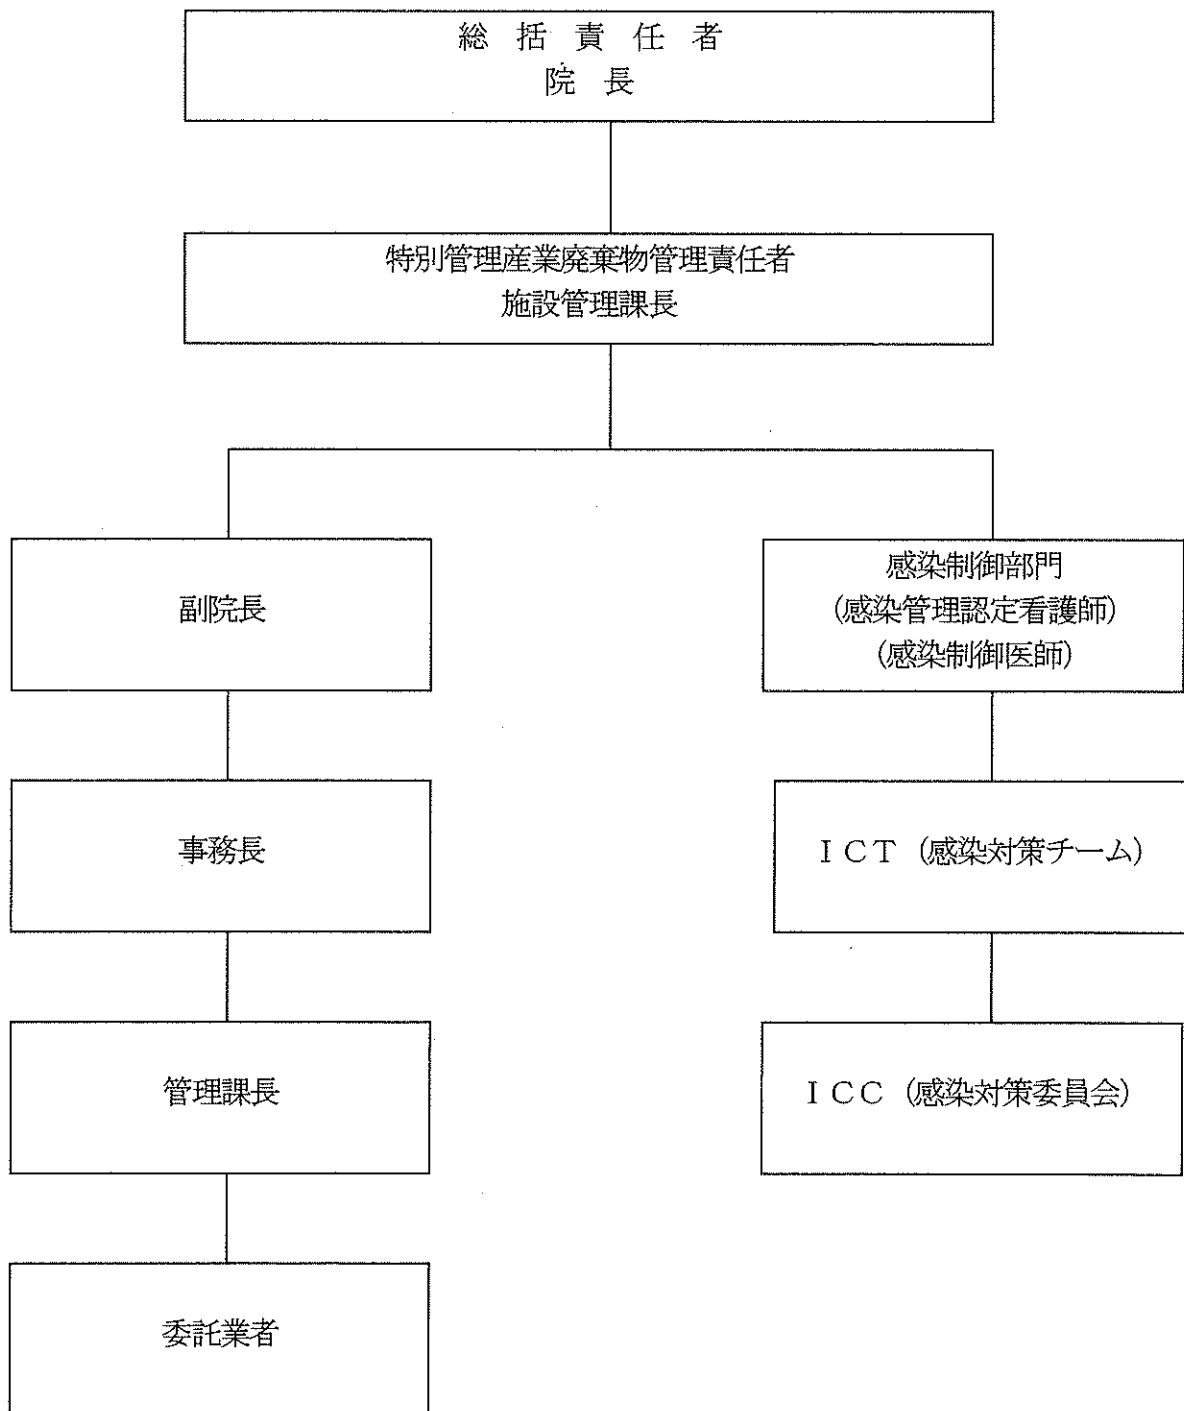 総括責任者
院長
特別管理産業廃棄物管理責任者
施設管理課長
副院長
感染制御部門
(感染管理認定看護師)
(感染制御医師)
事務長
ＩＣＴ (感染対策チーム)
管理課長
ＩＣＣ (感染対策委員会)
委託業者